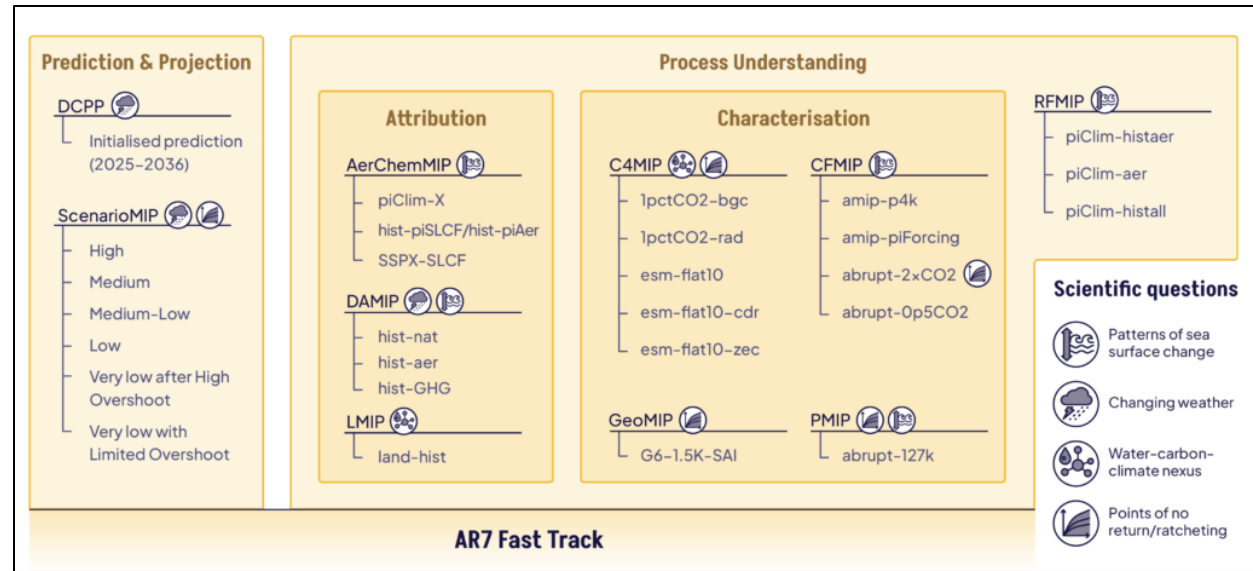 Prediction & Projection
DCPP
Initialised prediction
(2025–2036)
ScenarioMIP
High
Medium
Medium-Low
Low
Very low after High
Overshoot
Very low with
Limited Overshoot
Process Understanding
Attribution
AerChemMIP
piClim-X
hist-piSLCF/hist-piAer
SSPX-SLCF
DAMIP
hist-nat
hist-aer
hist-GHG
LMIP
land-hist
Characterisation
C4MIP
1pctCO2-bgc
1pctCO2-rad
esm-flat10
esm-flat10-cdr
esm-flat10-zec
CFMIP
amip-p4k
amip-piForcing
abrupt-2×CO2
abrupt-0p5CO2
GeoMIP
G6-1.5K-SAI
PMIP
abrupt-127k
RFMIP
piClim-histaer
piClim-aer
piClim-histall
Scientific questions
Patterns of sea
surface change
Changing weather
Water-carbon-
climate nexus
Points of no
return/ratcheting
AR7 Fast Track